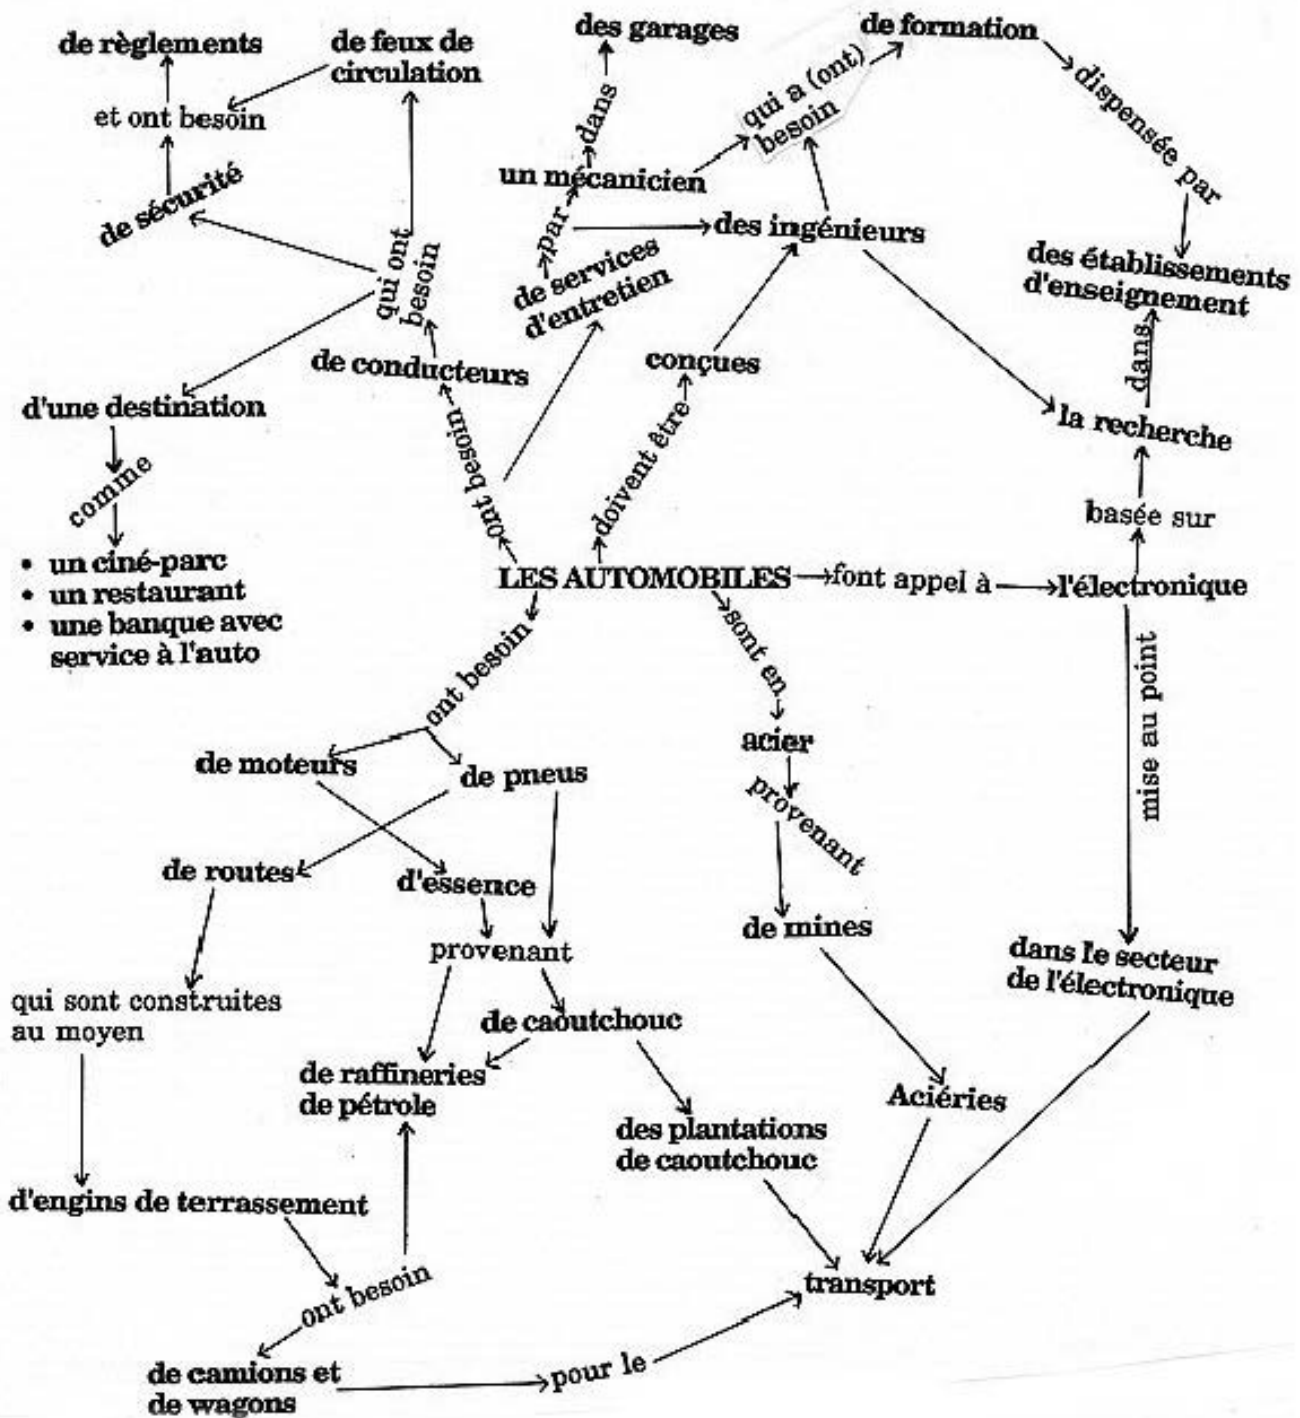 de règlements
de feux de
circulation
des garages
de formation
et ont besoin
dans
qui a (ont)
besoin
dispensée par
de sécurité
un mécanicien
par
des ingénieurs
qui ont
besoin
de services
d'entretien
des établissements
d'enseignement
de conducteurs
conçues
dans
d'une destination
la recherche
comme
ont besoin
doivent être
basée sur
• un ciné-parc
• un restaurant
• une banque avec
service à l'auto
LES AUTOMOBILES
font appel à
l'électronique
ont besoin
sont en
mise au point
de moteurs
de pneus
acier
provenant
de routes
d'essence
de mines
provenant
dans le secteur
de l'électronique
qui sont construites
au moyen
de caoutchouc
de raffineries
de pétrole
Aciéries
des plantations
de caoutchouc
d'engins de terrassement
ont besoin
transport
de camions et
de wagons
pour le